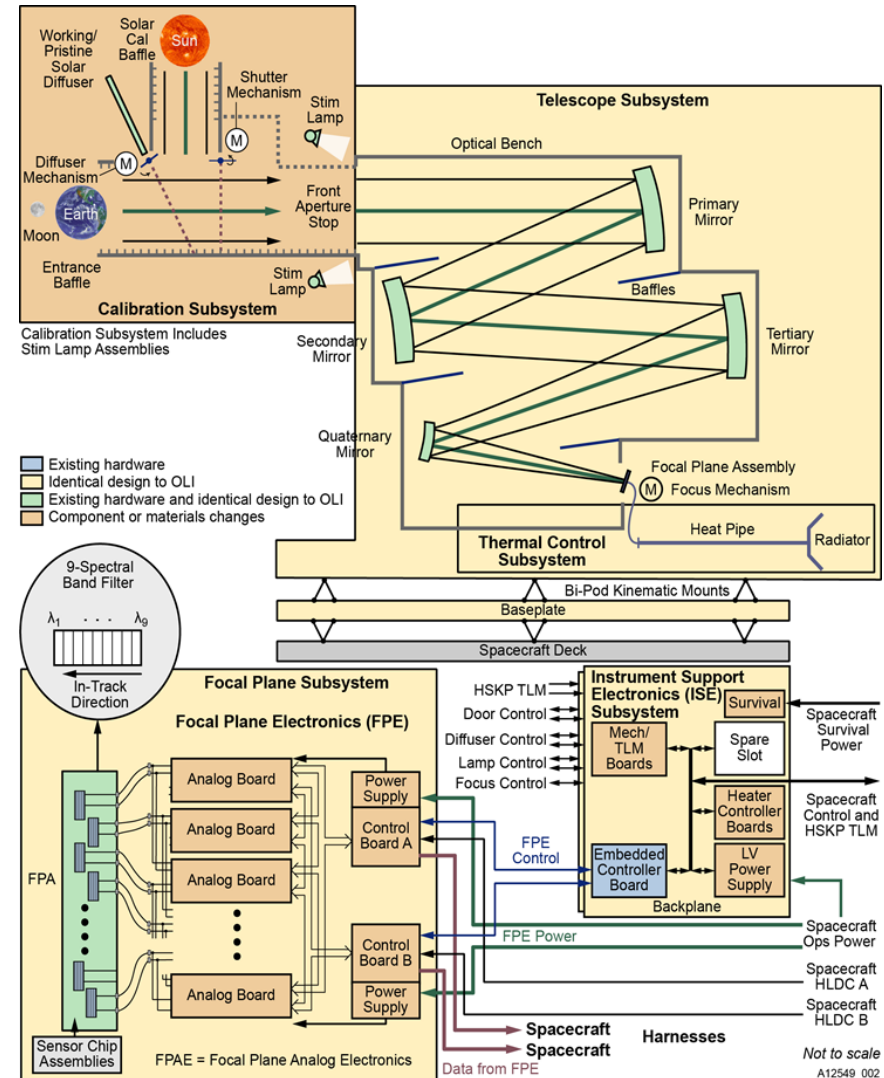 Working/
Pristine
Solar
Diffuser
Solar
Cal
Baffle
Sun
Shutter
Mechanism
M
Stim
Lamp
Diffuser
Mechanism
M
Earth
Moon
Front
Aperture
Stop
Entrance
Baffle
Stim
Lamp
Calibration Subsystem
Calibration Subsystem Includes
Stim Lamp Assemblies
Telescope Subsystem
Optical Bench
Primary
Mirror
Baffles
Secondary
Mirror
Tertiary
Mirror
Quaternary
Mirror
Focal Plane Assembly
M
Focus Mechanism
Thermal Control
Subsystem
Heat Pipe
Radiator
Existing hardware
Identical design to OLI
Existing hardware and identical design to OLI
Component or materials changes
Bi-Pod Kinematic Mounts
Baseplate
Spacecraft Deck
9-Spectral
Band Filter
λ1 . . . λ9
In-Track
Direction
Focal Plane Subsystem
Focal Plane Electronics (FPE)
FPA
Analog Board
Analog Board
Analog Board
Analog Board
Power
Supply
Control
Board A
Control
Board B
Power
Supply
Sensor Chip
Assemblies
FPAE = Focal Plane Analog Electronics
HSKP TLM
Door Control
Diffuser Control
Lamp Control
Focus Control
Instrument Support
Electronics (ISE)
Subsystem
Survival
Mech/
TLM
Boards
Spare
Slot
Heater
Controller
Boards
Embedded
Controller
Board
LV
Power
Supply
Backplane
Spacecraft
Survival
Power
Spacecraft
Control and
HSKP TLM
FPE
Control
FPE Power
Spacecraft
Ops Power
Spacecraft
HLDC A
Spacecraft
HLDC B
Spacecraft
Spacecraft
Harnesses
Data from FPE
Not to scale
A12549_002